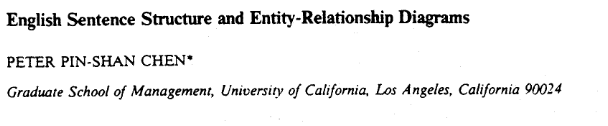 English Sentence Structure and Entity-Relationship Diagrams
PETER PIN-SHAN CHEN*
Graduate School of Management, University of California, Los Angeles, California 90024